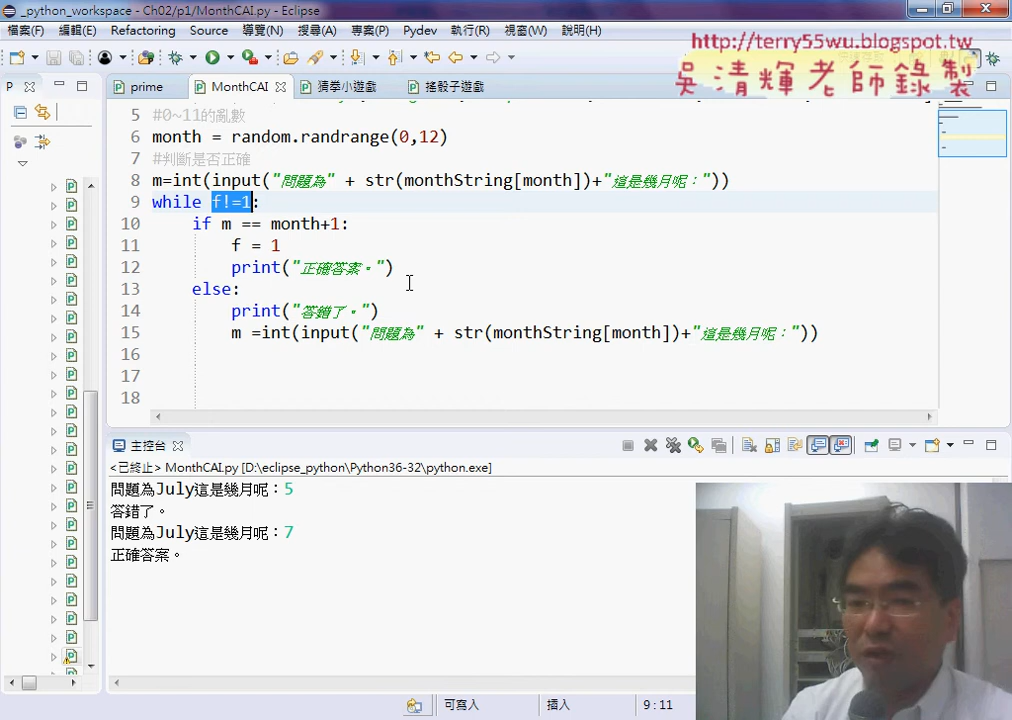 _python_workspace - Ch02/p1/MonthCAI.py - Eclipse
檔案(F) 編輯(E) Refactoring Source 導覽(N) 搜尋(A) 專案(P) Pydev 執行(R) 視窗(W) 說明(H)
http://terry55wu.blogspot.tw
吳清輝老師錄製
P prime MonthCAI 猜拳小遊戲 搖骰子遊戲
5 #0~11的亂數
6 month = random.randrange(0,12)
7 #判斷是否正確
8 m=int(input("問題為" + str(monthString[month])+"這是幾月呢："))
9 while f!=1:
10 if m == month+1:
11 f = 1
12 print("正確答案。")
13 else:
14 print("答錯了。")
15 m =int(input("問題為" + str(monthString[month])+"這是幾月呢："))
16
17
18
主控台
<已終止> MonthCAI.py [D:\eclipse_python\Python36-32\python.exe]
問題為July這是幾月呢：5
答錯了。
問題為July這是幾月呢：7
正確答案。
可寫入 插入 9:11